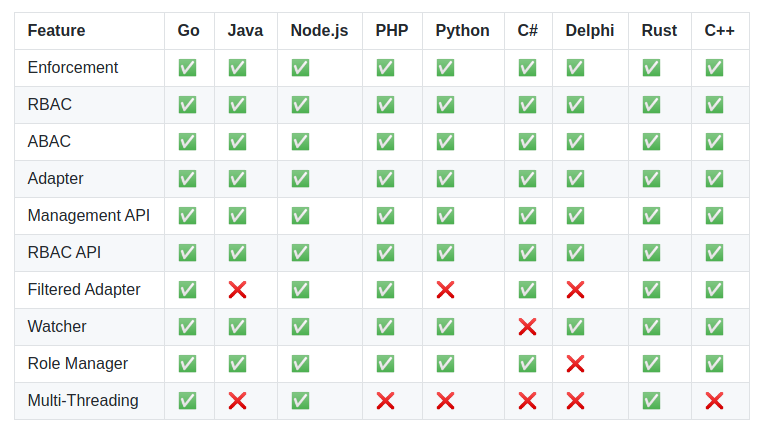 Feature Go Java Node.js PHP Python C# Delphi Rust C++
Enforcement ✅ ✅ ✅ ✅ ✅ ✅ ✅ ✅ ✅
RBAC ✅ ✅ ✅ ✅ ✅ ✅ ✅ ✅ ✅
ABAC ✅ ✅ ✅ ✅ ✅ ✅ ✅ ✅ ✅
Adapter ✅ ✅ ✅ ✅ ✅ ✅ ✅ ✅ ✅
Management API ✅ ✅ ✅ ✅ ✅ ✅ ✅ ✅ ✅
RBAC API ✅ ✅ ✅ ✅ ✅ ✅ ✅ ✅ ✅
Filtered Adapter ✅ ❌ ✅ ✅ ❌ ✅ ❌ ✅ ✅
Watcher ✅ ✅ ✅ ✅ ✅ ❌ ✅ ✅ ✅
Role Manager ✅ ✅ ✅ ✅ ✅ ✅ ❌ ✅ ✅
Multi-Threading ✅ ❌ ✅ ❌ ❌ ❌ ❌ ✅ ❌